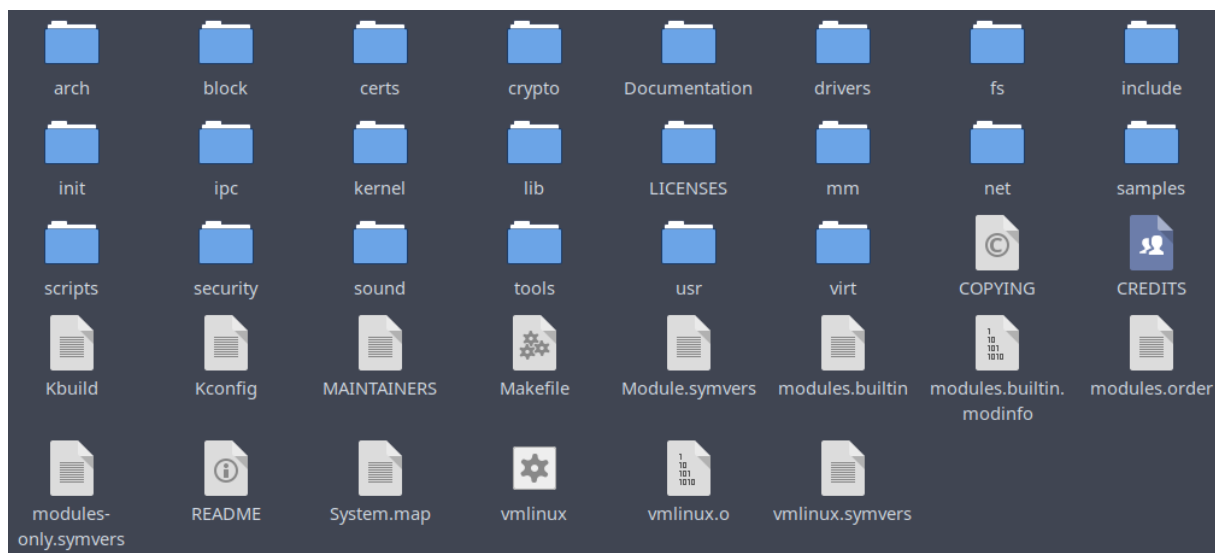 arch block certs crypto Documentation drivers fs include
init ipc kernel lib LICENSES mm net samples
scripts security sound tools usr virt COPYING CREDITS
Kbuild Kconfig MAINTAINERS Makefile Module.symvers modules.builtin modules.builtin. modules.order
modinfo
modules- README System.map vmlinux vmlinux.o vmlinux.symvers
only.symvers